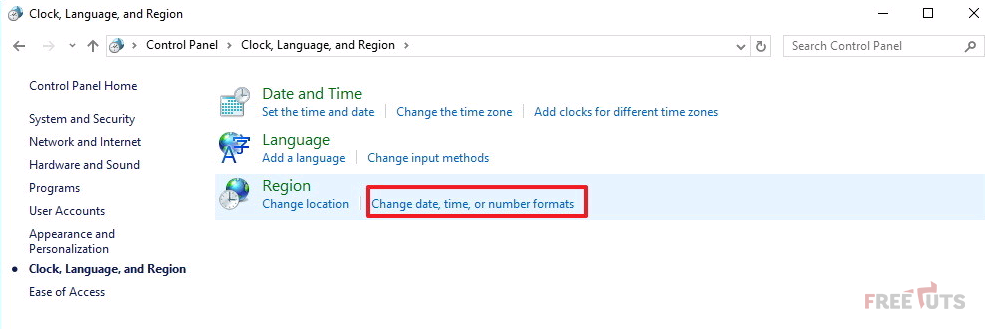 Clock, Language, and Region
Control Panel > Clock, Language, and Region >
Search Control Panel
Control Panel Home
System and Security
Network and Internet
Hardware and Sound
Programs
User Accounts
Appearance and
Personalization
Clock, Language, and Region
Ease of Access
Date and Time
Set the time and date | Change the time zone | Add clocks for different time zones
Language
Add a language | Change input methods
Region
Change location | Change date, time, or number formats
FREETUTS